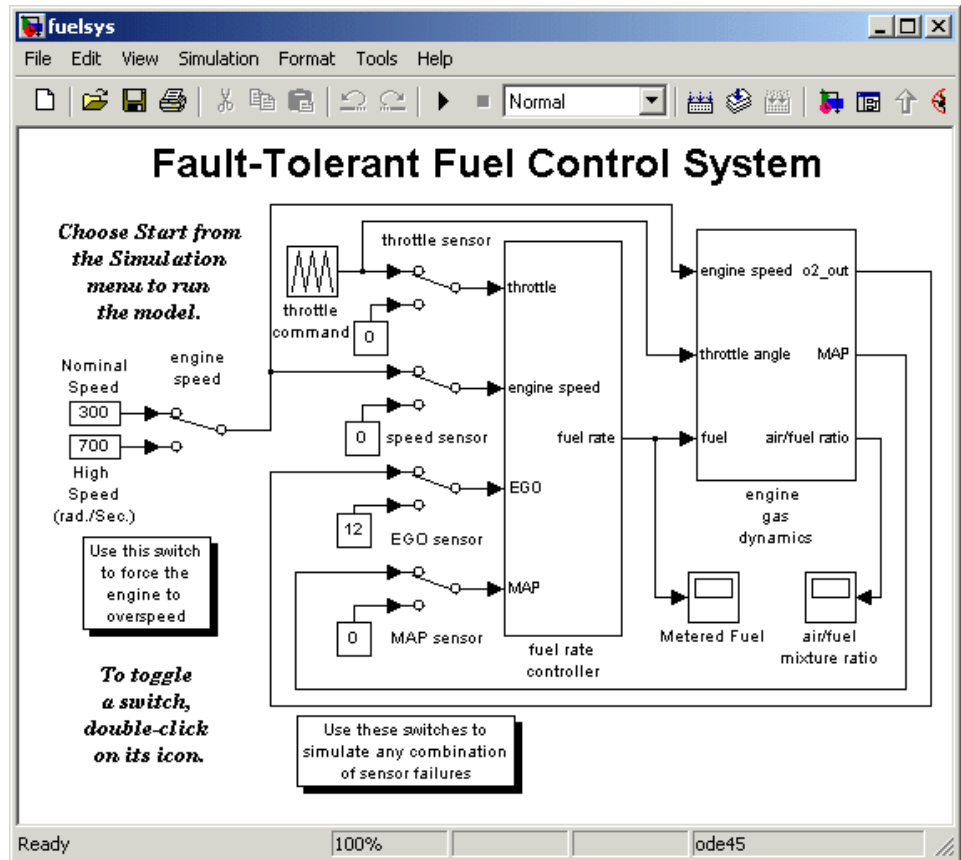 fuelsys
File Edit View Simulation Format Tools Help
Normal
Fault-Tolerant Fuel Control System
Choose Start from
the Simulation
menu to run
the model.
throttle sensor
throttle
command
0
throttle
engine speed
o2_out
throttle angle
MAP
fuel
air/fuel ratio
engine
gas
dynamics
Nominal
Speed
300
engine
speed
700
High
Speed
(rad./Sec.)
0
speed sensor
engine speed
fuel rate
12
EGO sensor
EGO
0
MAP sensor
MAP
fuel rate
controller
Metered Fuel
air/fuel
mixture ratio
Use this switch
to force the
engine to
overspeed
To toggle
a switch,
double-click
on its icon.
Use these switches to
simulate any combination
of sensor failures
Ready
100%
ode45